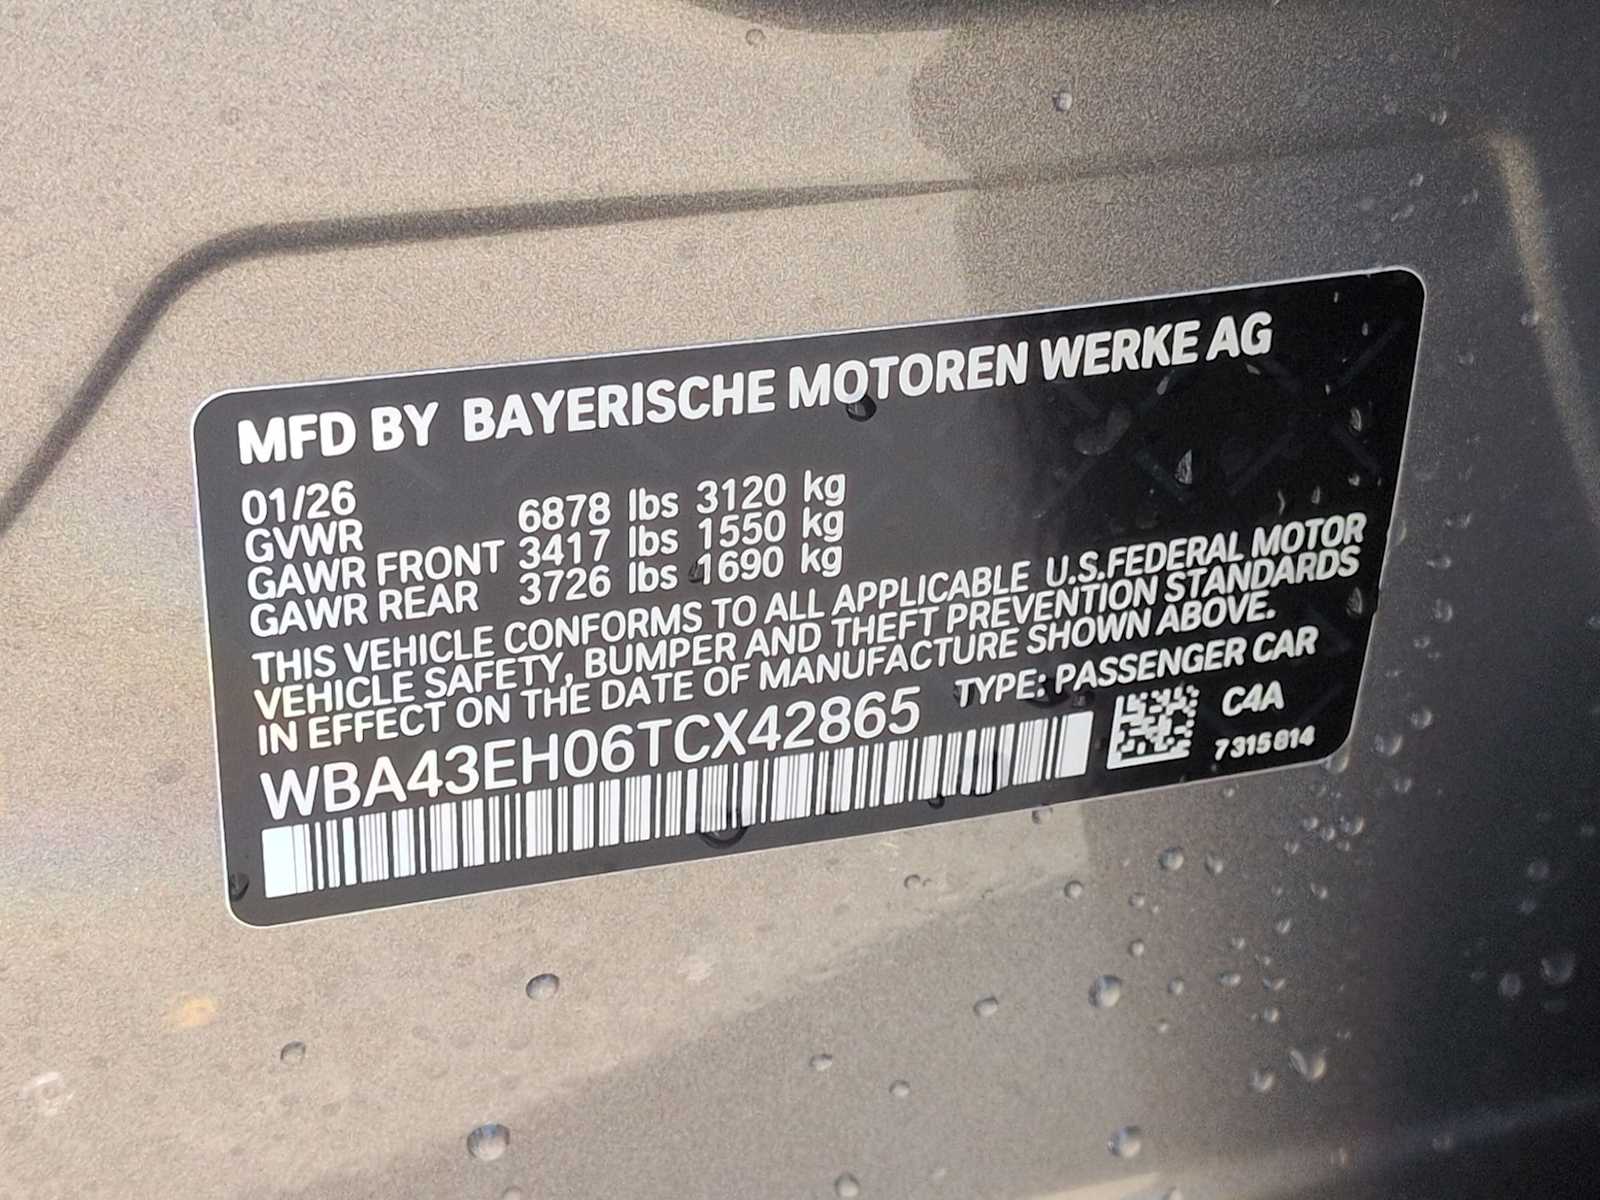 MFD BY BAYERISCHE MOTOREN WERKE AG
01/26
GVWR 6878 lbs 3120 kg
GAWR FRONT 3417 lbs 1550 kg
GAWR REAR 3726 lbs 1690 kg
THIS VEHICLE CONFORMS TO ALL APPLICABLE U.S.FEDERAL MOTOR
VEHICLE SAFETY, BUMPER AND THEFT PREVENTION STANDARDS
IN EFFECT ON THE DATE OF MANUFACTURE SHOWN ABOVE.
WBA43EH06TCX42865 TYPE: PASSENGER CAR
C4A
7315814